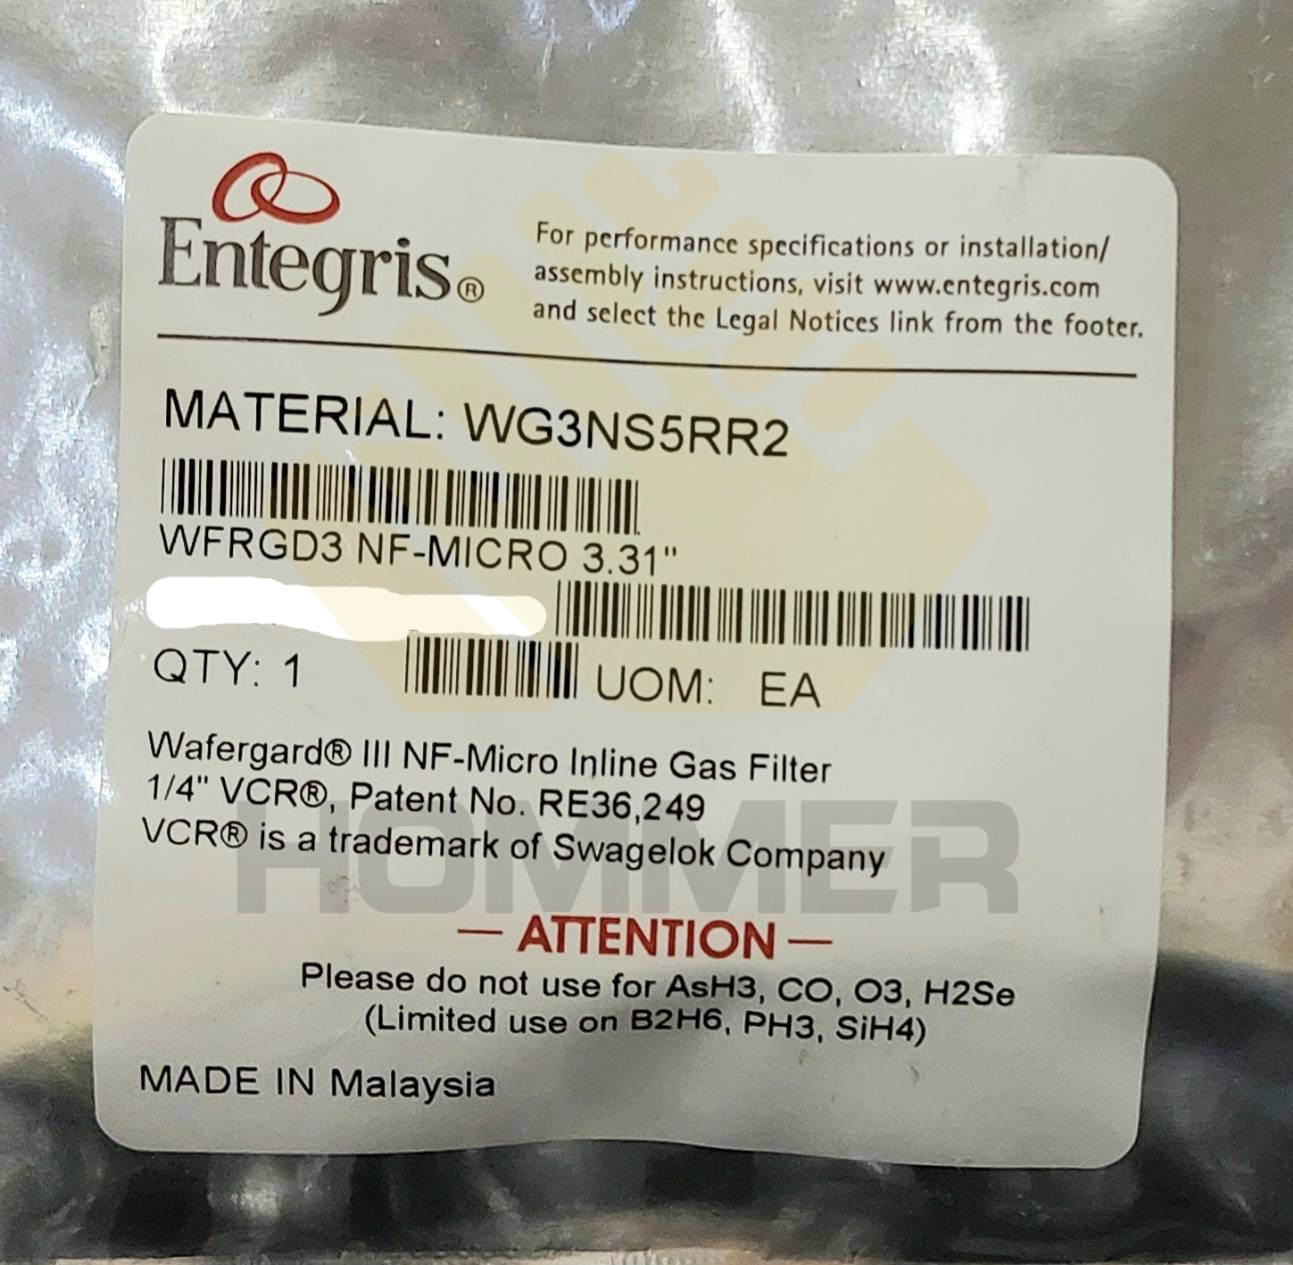 Entegris®
For performance specifications or installation/
assembly instructions, visit www.entegris.com
and select the Legal Notices link from the footer.
MATERIAL: WG3NS5RR2
WFRGD3 NF-MICRO 3.31"
QTY: 1 UOM: EA
Wafergard® III NF-Micro Inline Gas Filter
1/4" VCR®, Patent No. RE36,249
VCR® is a trademark of Swagelok Company
HOMMER
— ATTENTION —
Please do not use for AsH3, CO, O3, H2Se
(Limited use on B2H6, PH3, SiH4)
MADE IN Malaysia